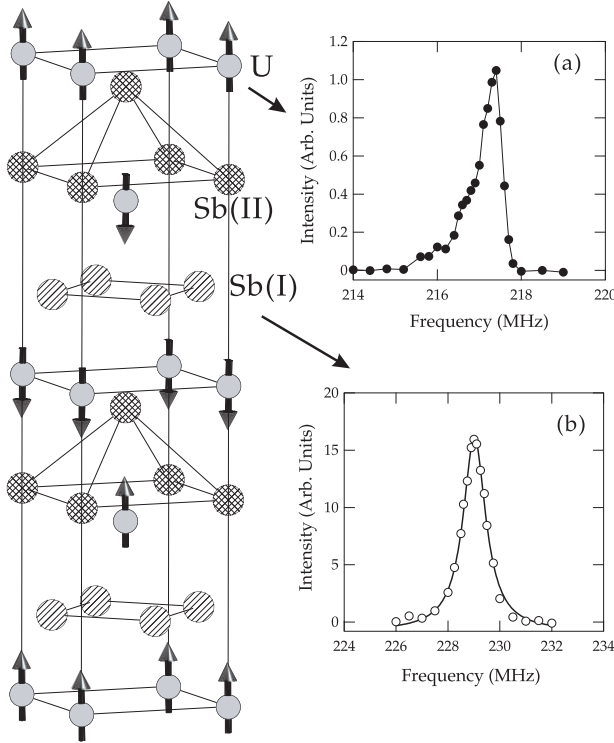 U
Sb(II)
Sb(I)
(a)
Intensity (Arb. Units)
1.2
1.0
0.8
0.6
0.4
0.2
0
214
216
218
220
Frequency (MHz)
(b)
Intensity (Arb. Units)
20
15
10
5
0
224
226
228
230
232
234
Frequency (MHz)